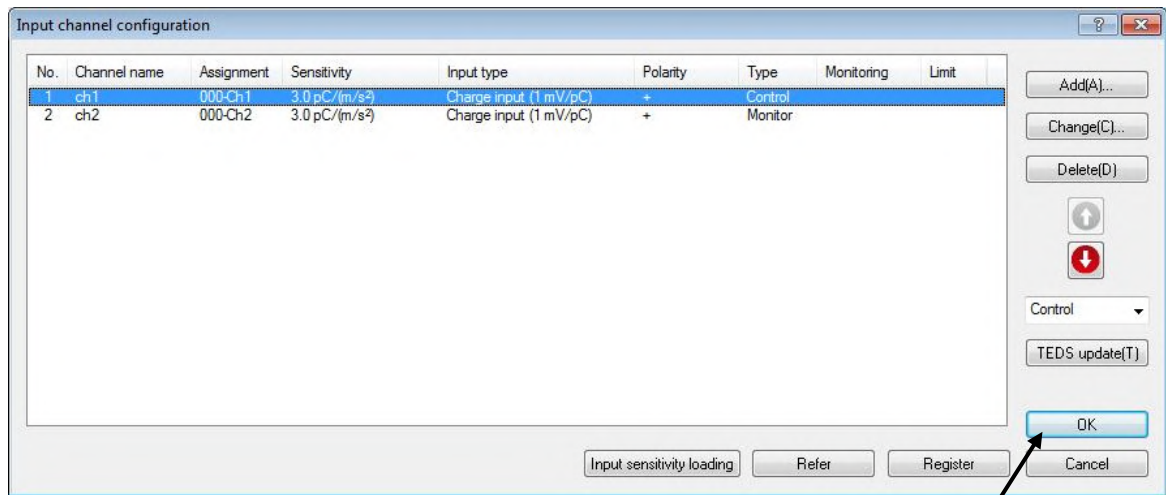 Input channel configuration
No. Channel name Assignment Sensitivity Input type Polarity Type Monitoring Limit
1 ch1 000-Ch1 3.0 pC/(m/s²) Charge input (1 mV/pC) + Control
2 ch2 000-Ch2 3.0 pC/(m/s²) Charge input (1 mV/pC) + Monitor
Add(A)...
Change(C)...
Delete(D)
Control
TEDS update(T)
OK
Input sensitivity loading Refer Register Cancel